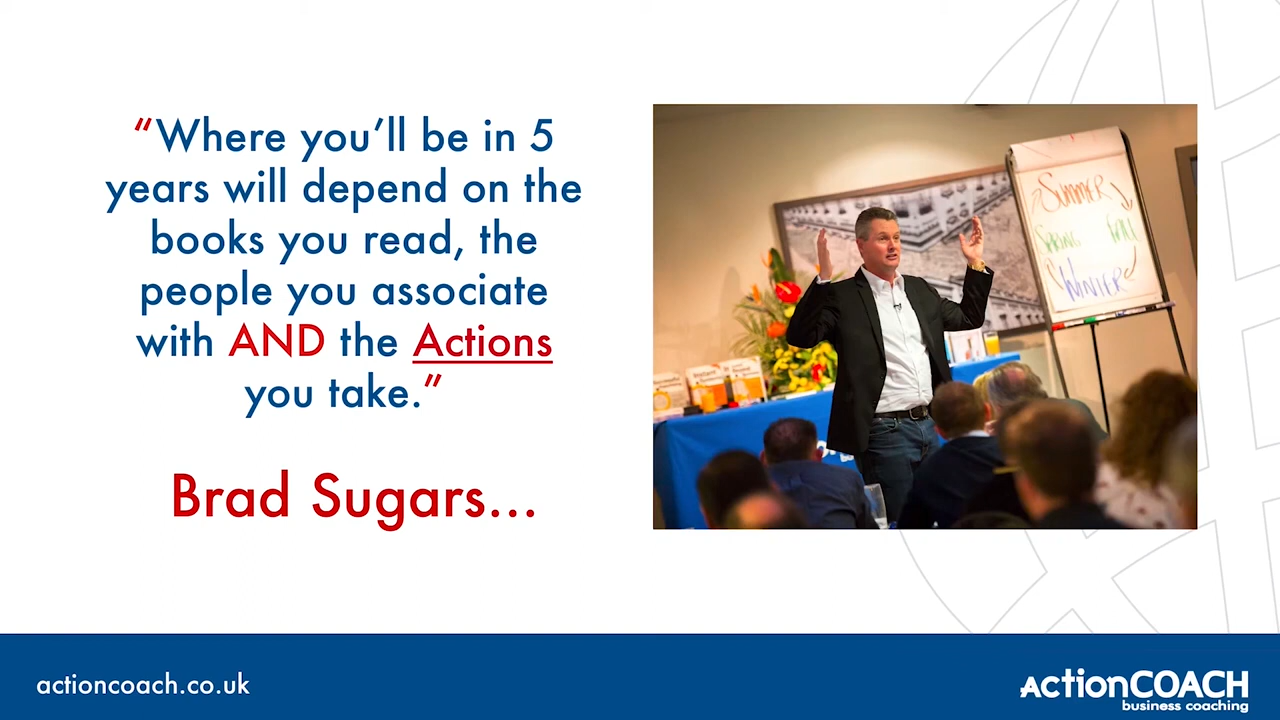 “Where you’ll be in 5
years will depend on the
books you read, the
people you associate
with AND the Actions
you take.”
Brad Sugars...
SUMMER
SPRING FALL
WINTER
actioncoach.co.uk
ActionCOACH
business coaching